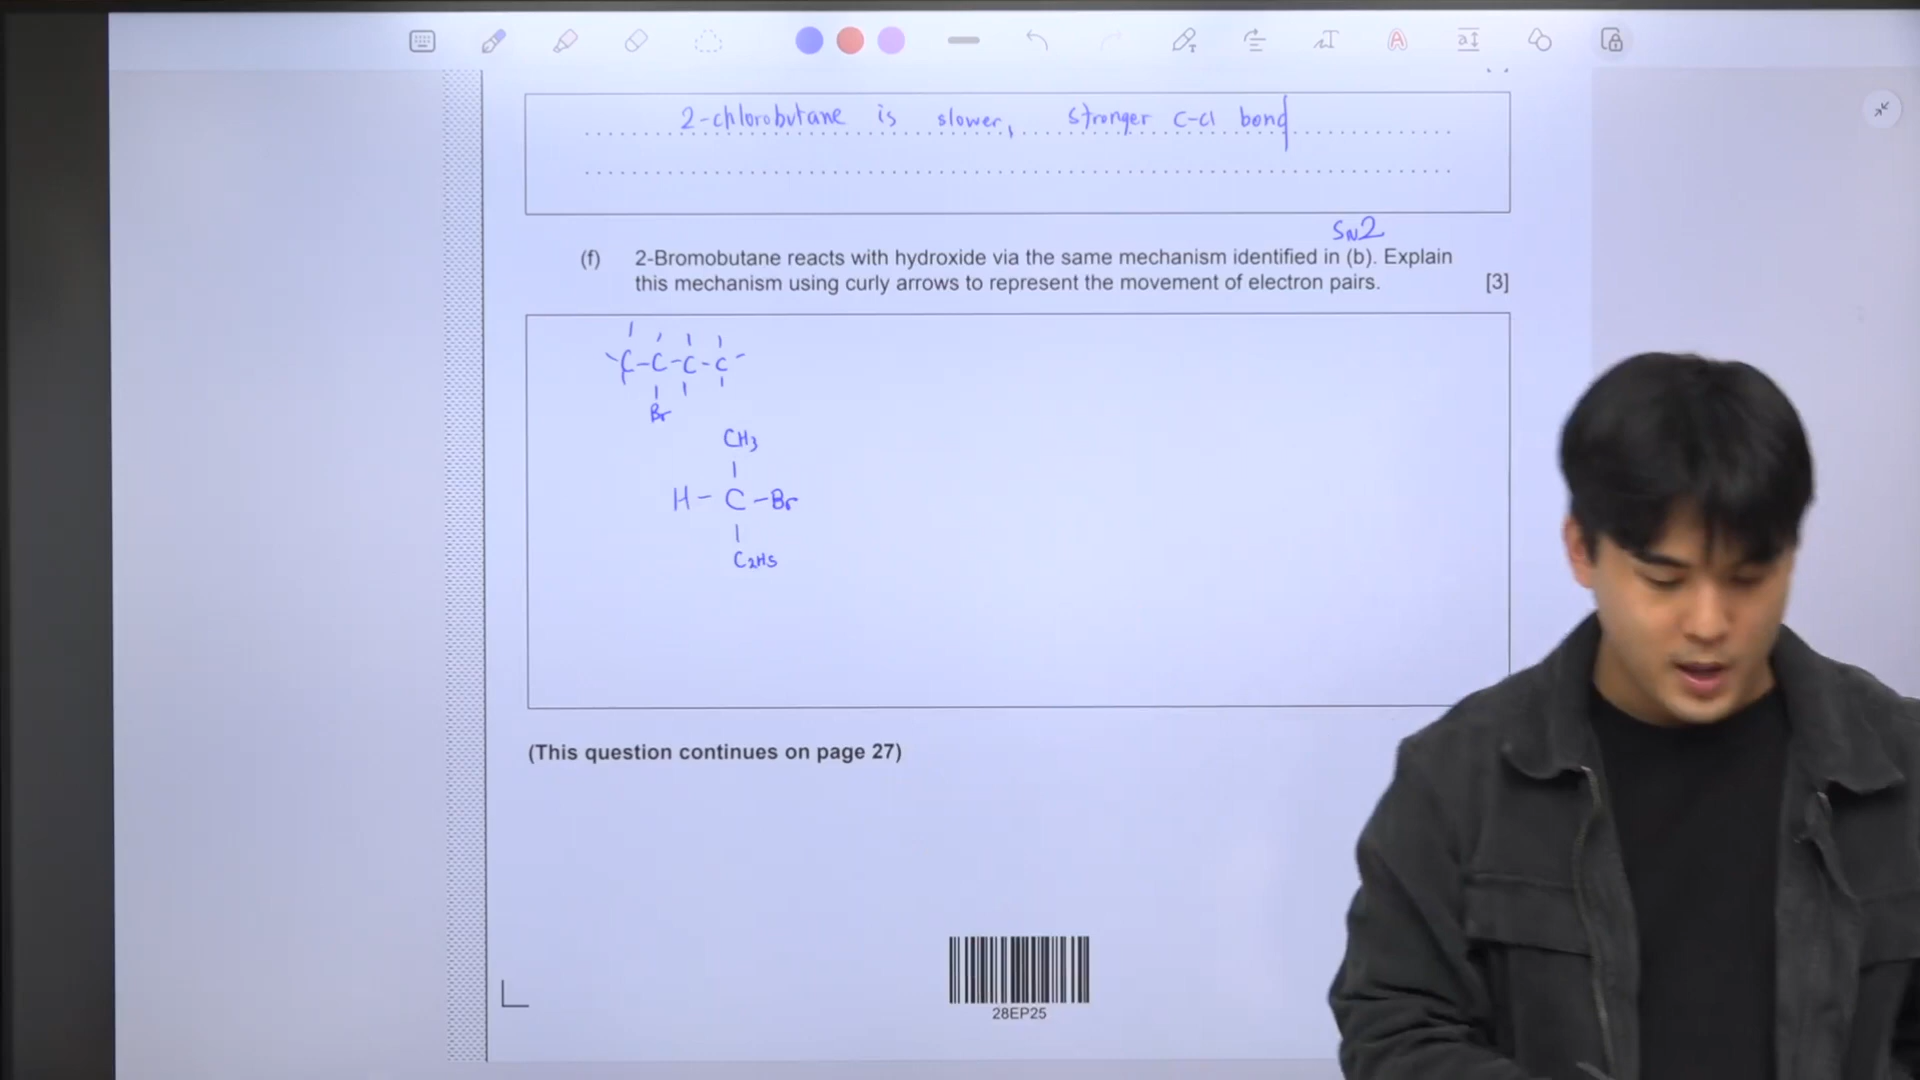 2-chlorobutane is slower, stronger C-Cl bond
SN2
(f) 2-Bromobutane reacts with hydroxide via the same mechanism identified in (b). Explain
this mechanism using curly arrows to represent the movement of electron pairs. [3]
C-C-C-C
Br
CH3
H - C - Br
C2H5
(This question continues on page 27)
28EP25